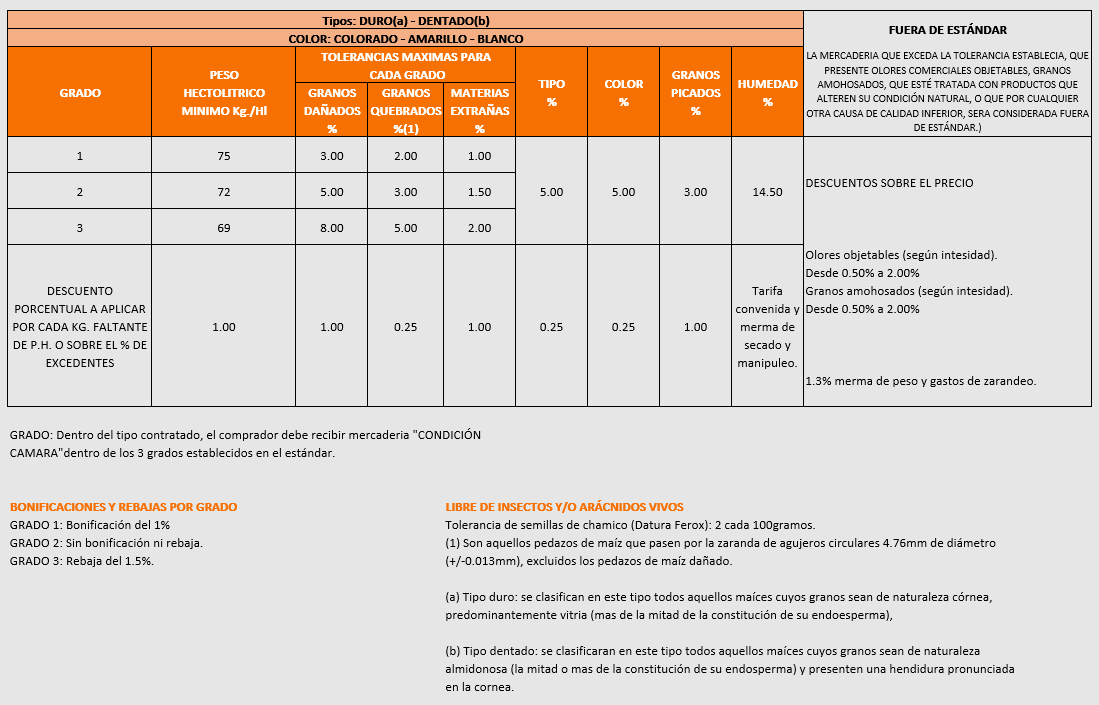 Tipos: DURO(a) - DENTADO(b)
COLOR: COLORADO - AMARILLO - BLANCO
GRADO
PESO
HECTOLITRICO
MINIMO Kg./Hl
TOLERANCIAS MAXIMAS PARA
CADA GRADO
GRANOS
DAÑADOS
%
GRANOS
QUEBRADOS
%(1)
MATERIAS
EXTRAÑAS
%
TIPO
%
COLOR
%
GRANOS
PICADOS
%
HUMEDAD
%
FUERA DE ESTÁNDAR
LA MERCADERIA QUE EXCEDA LA TOLERANCIA ESTABLECIA, QUE
PRESENTE OLORES COMERCIALES OBJETABLES, GRANOS
AMOHOSADOS, QUE ESTÉ TRATADA CON PRODUCTOS QUE
ALTEREN SU CONDICIÓN NATURAL, O QUE POR CUALQUIER
OTRA CAUSA DE CALIDAD INFERIOR, SERA CONSIDERADA FUERA
DE ESTÁNDAR.)
1 75 3.00 2.00 1.00
2 72 5.00 3.00 1.50
3 69 8.00 5.00 2.00
5.00 5.00 3.00 14.50
DESCUENTOS SOBRE EL PRECIO
DESCUENTO
PORCENTUAL A APLICAR
POR CADA KG. FALTANTE
DE P.H. O SOBRE EL % DE
EXCEDENTES
1.00 1.00 0.25 1.00 0.25 0.25 1.00
Tarifa
convenida y
merma de
secado y
manipuleo.
Olores objetables (según intesidad).
Desde 0.50% a 2.00%
Granos amohosados (según intesidad).
Desde 0.50% a 2.00%
1.3% merma de peso y gastos de zarandeo.
GRADO: Dentro del tipo contratado, el comprador debe recibir mercaderia "CONDICIÓN
CAMARA"dentro de los 3 grados establecidos en el estándar.
BONIFICACIONES Y REBAJAS POR GRADO
GRADO 1: Bonificación del 1%
GRADO 2: Sin bonificación ni rebaja.
GRADO 3: Rebaja del 1.5%.
LIBRE DE INSECTOS Y/O ARÁCNIDOS VIVOS
Tolerancia de semillas de chamico (Datura Ferox): 2 cada 100gramos.
(1) Son aquellos pedazos de maíz que pasen por la zaranda de agujeros circulares 4.76mm de diámetro
(+/-0.013mm), excluidos los pedazos de maíz dañado.
(a) Tipo duro: se clasifican en este tipo todos aquellos maíces cuyos granos sean de naturaleza córnea,
predominantemente vitria (mas de la mitad de la constitución de su endoesperma),
(b) Tipo dentado: se clasificaran en este tipo todos aquellos maíces cuyos granos sean de naturaleza
almidonosa (la mitad o mas de la constitución de su endosperma) y presenten una hendidura pronunciada
en la cornea.